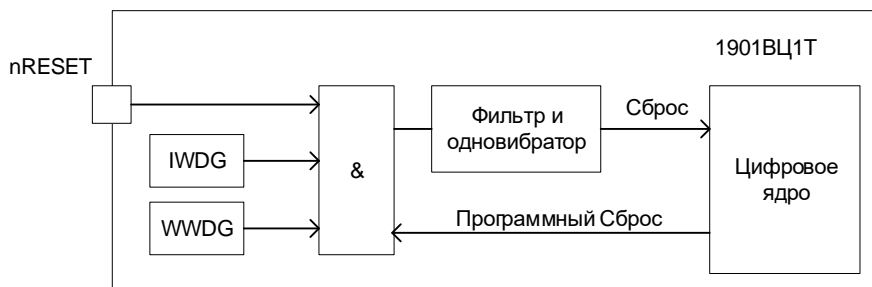 1901ВЦ1Т
nRESET
Фильтр и
одновибратор
Сброс
IWDG
&
Цифровое
ядро
WWDG
Программный Сброс